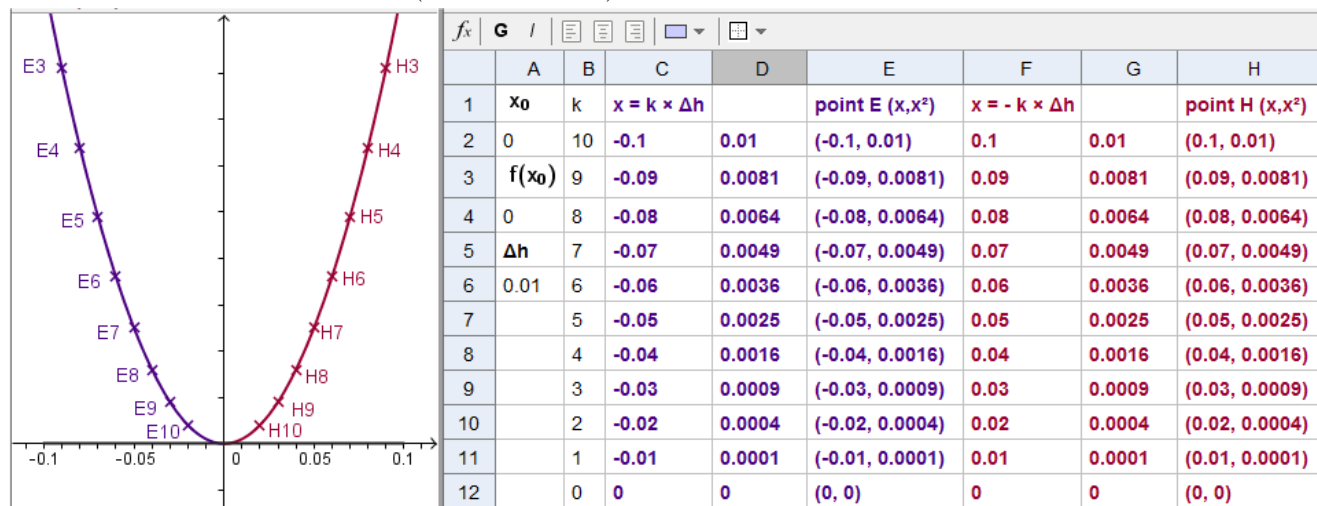 E3
H3
E4
H4
E5
H5
E6
H6
E7
H7
E8
H8
E9
H9
E10
H10
-0.1 -0.05 0 0.05 0.1
fx G I
A B C D E F G H
1 x₀ k x = k × Δh point E (x,x²) x = - k × Δh point H (x,x²)
2 0 10 -0.1 0.01 (-0.1, 0.01) 0.1 0.01 (0.1, 0.01)
3 f(x₀) 9 -0.09 0.0081 (-0.09, 0.0081) 0.09 0.0081 (0.09, 0.0081)
4 0 8 -0.08 0.0064 (-0.08, 0.0064) 0.08 0.0064 (0.08, 0.0064)
5 Δh 7 -0.07 0.0049 (-0.07, 0.0049) 0.07 0.0049 (0.07, 0.0049)
6 0.01 6 -0.06 0.0036 (-0.06, 0.0036) 0.06 0.0036 (0.06, 0.0036)
7 5 -0.05 0.0025 (-0.05, 0.0025) 0.05 0.0025 (0.05, 0.0025)
8 4 -0.04 0.0016 (-0.04, 0.0016) 0.04 0.0016 (0.04, 0.0016)
9 3 -0.03 0.0009 (-0.03, 0.0009) 0.03 0.0009 (0.03, 0.0009)
10 2 -0.02 0.0004 (-0.02, 0.0004) 0.02 0.0004 (0.02, 0.0004)
11 1 -0.01 0.0001 (-0.01, 0.0001) 0.01 0.0001 (0.01, 0.0001)
12 0 0 0 (0, 0) 0 0 (0, 0)